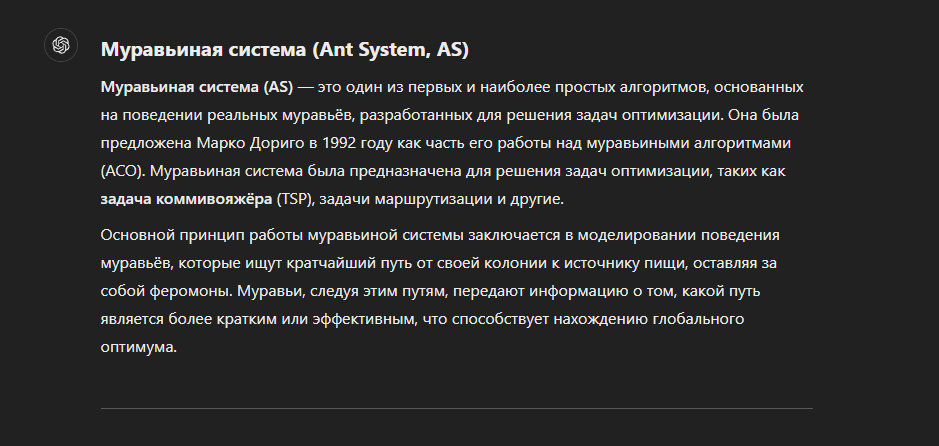 Муравьиная система (Ant System, AS)
Муравьиная система (AS) — это один из первых и наиболее простых алгоритмов, основанных
на поведении реальных муравьёв, разработанных для решения задач оптимизации. Она была
предложена Марко Дориго в 1992 году как часть его работы над муравьиными алгоритмами
(ACO). Муравьиная система была предназначена для решения задач оптимизации, таких как
задача коммивояжёра (TSP), задачи маршрутизации и другие.
Основной принцип работы муравьиной системы заключается в моделировании поведения
муравьёв, которые ищут кратчайший путь от своей колонии к источнику пищи, оставляя за
собой феромоны. Муравьи, следуя этим путям, передают информацию о том, какой путь
является более кратким или эффективным, что способствует нахождению глобального
оптимума.